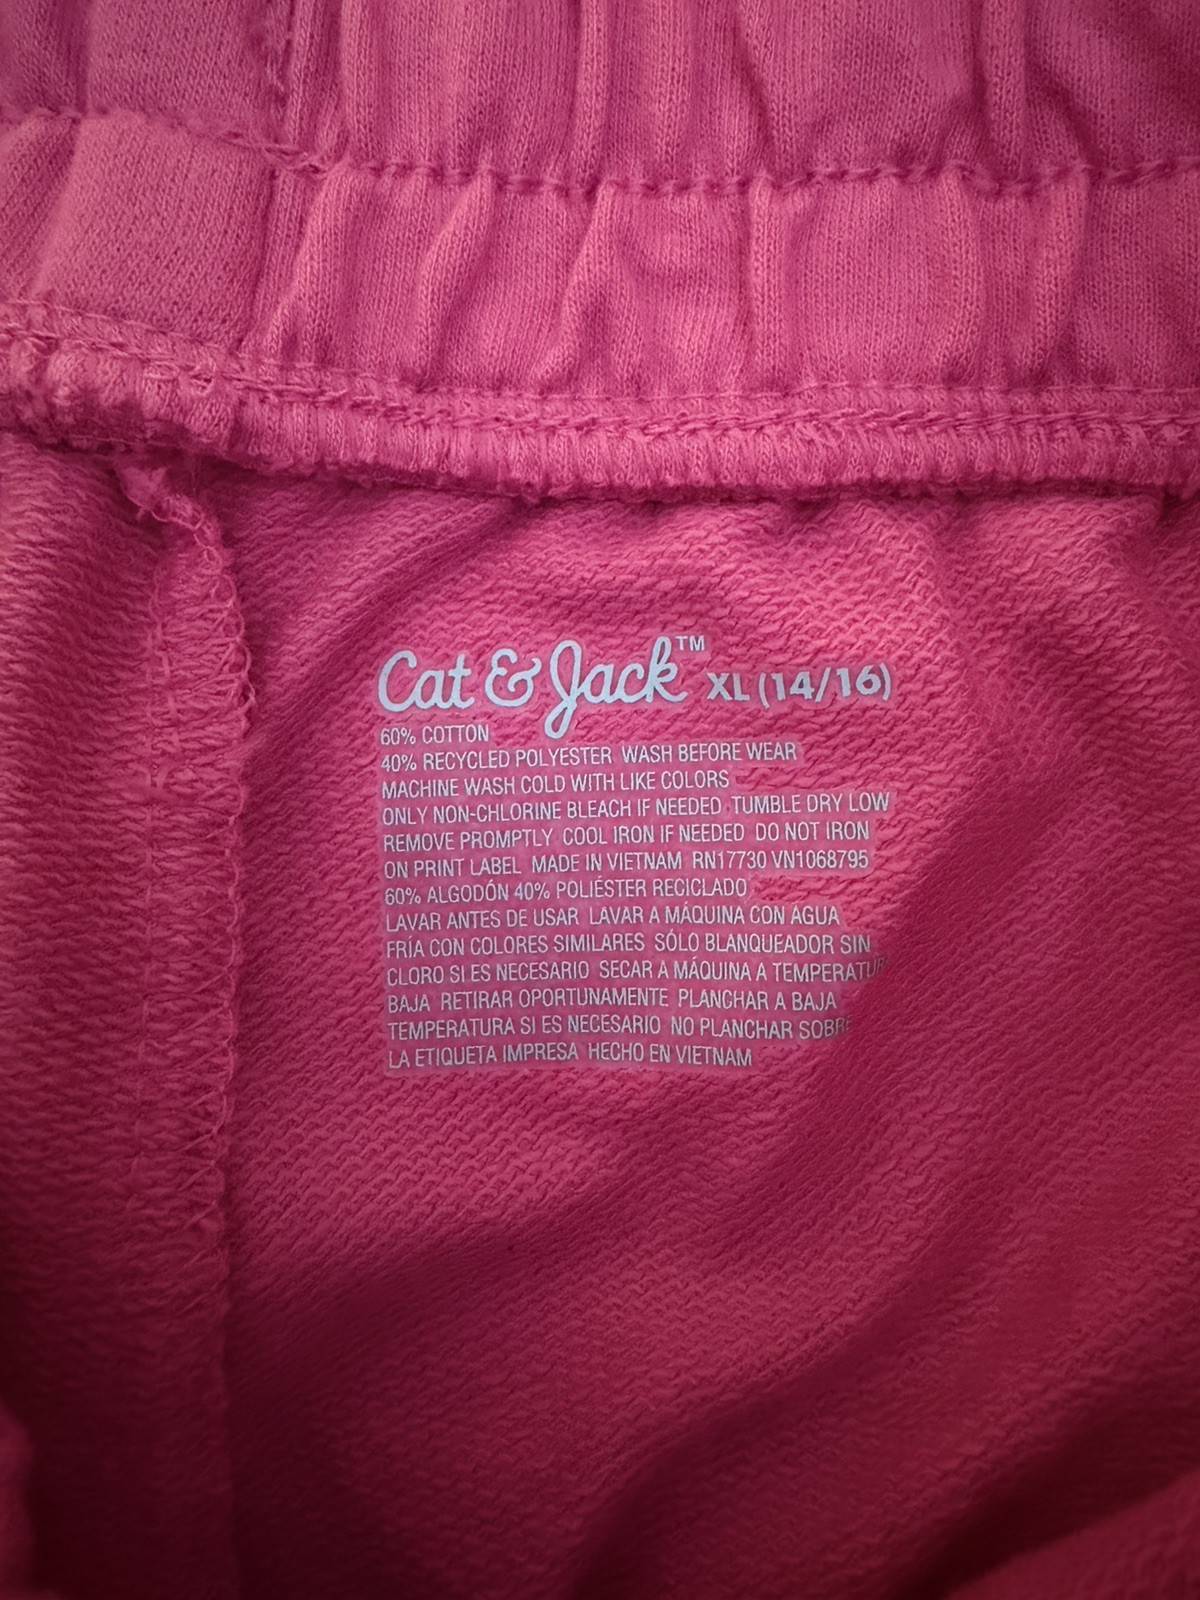 Cat & Jack™ XL (14/16)
60% COTTON
40% RECYCLED POLYESTER WASH BEFORE WEAR
MACHINE WASH COLD WITH LIKE COLORS
ONLY NON-CHLORINE BLEACH IF NEEDED TUMBLE DRY LOW
REMOVE PROMPTLY COOL IRON IF NEEDED DO NOT IRON
ON PRINT LABEL MADE IN VIETNAM RN17730 VN1068795
60% ALGODÓN 40% POLIÉSTER RECICLADO
LAVAR ANTES DE USAR LAVAR A MÁQUINA CON AGUA
FRÍA CON COLORES SIMILARES SÓLO BLANQUEADOR SIN
CLORO SI ES NECESARIO SECAR A MÁQUINA A TEMPERATUR
BAJA RETIRAR OPORTUNAMENTE PLANCHAR A BAJA
TEMPERATURA SI ES NECESARIO NO PLANCHAR SOBRE
LA ETIQUETA IMPRESA HECHO EN VIETNAM